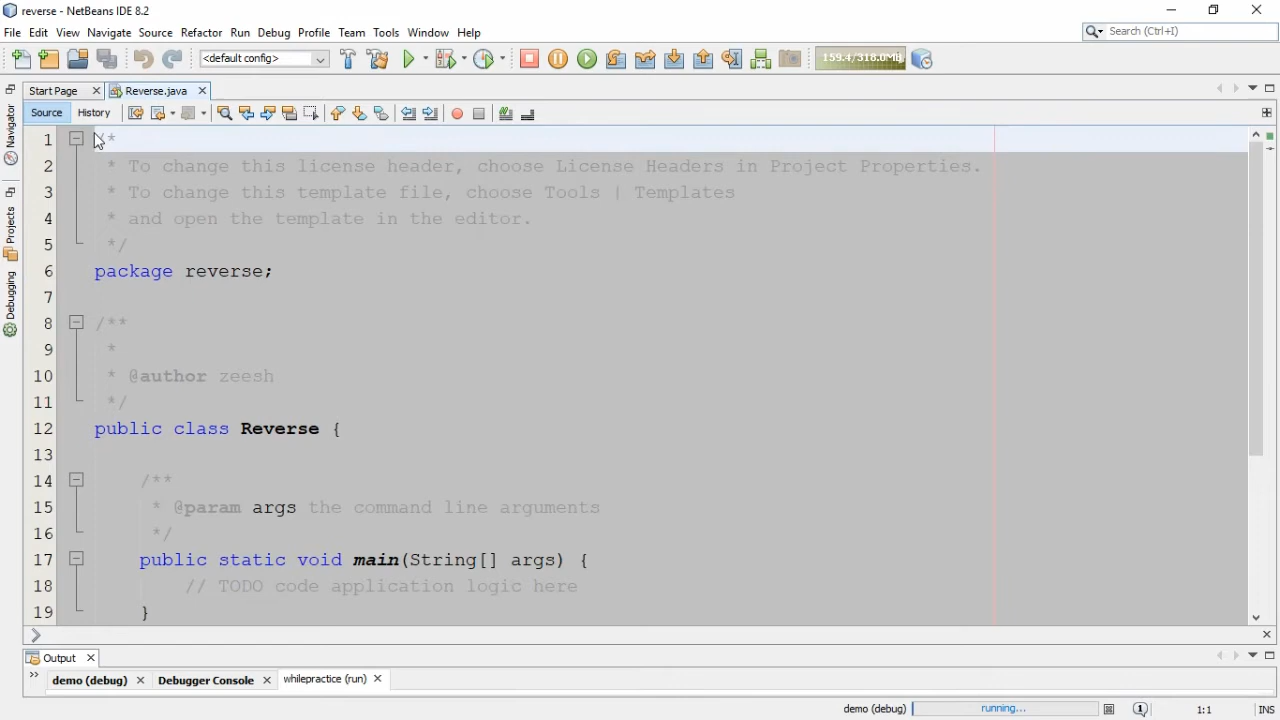 reverse - NetBeans IDE 8.2
File Edit View Navigate Source Refactor Run Debug Profile Team Tools Window Help
Search (Ctrl+I)
<default config>
159.4/318.0MB
Start Page Reverse.java
Source History
Navigator
Projects
Debugging
1 /*
2 * To change this license header, choose License Headers in Project Properties.
3 * To change this template file, choose Tools | Templates
4 * and open the template in the editor.
5 */
6 package reverse;
7
8 /**
9 *
10 * @author zeesh
11 */
12 public class Reverse {
13
14 /**
15 * @param args the command line arguments
16 */
17 public static void main(String[] args) {
18 // TODO code application logic here
19 }
Output
demo (debug) Debugger Console whilepractice (run)
demo (debug) running... 1:1 INS